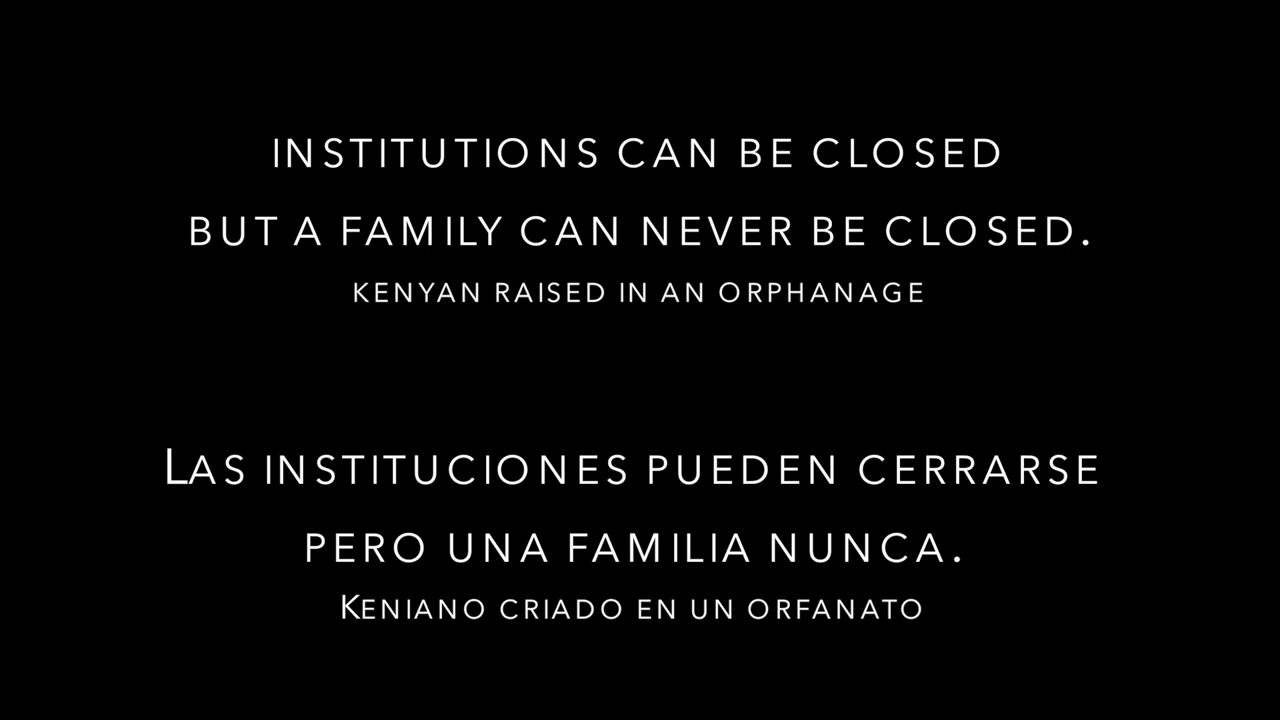 INSTITUTIONS CAN BE CLOSED
BUT A FAMILY CAN NEVER BE CLOSED.
KENYAN RAISED IN AN ORPHANAGE
LAS INSTITUCIONES PUEDEN CERRARSE
PERO UNA FAMILIA NUNCA.
KENIANO CRIADO EN UN ORFANATO